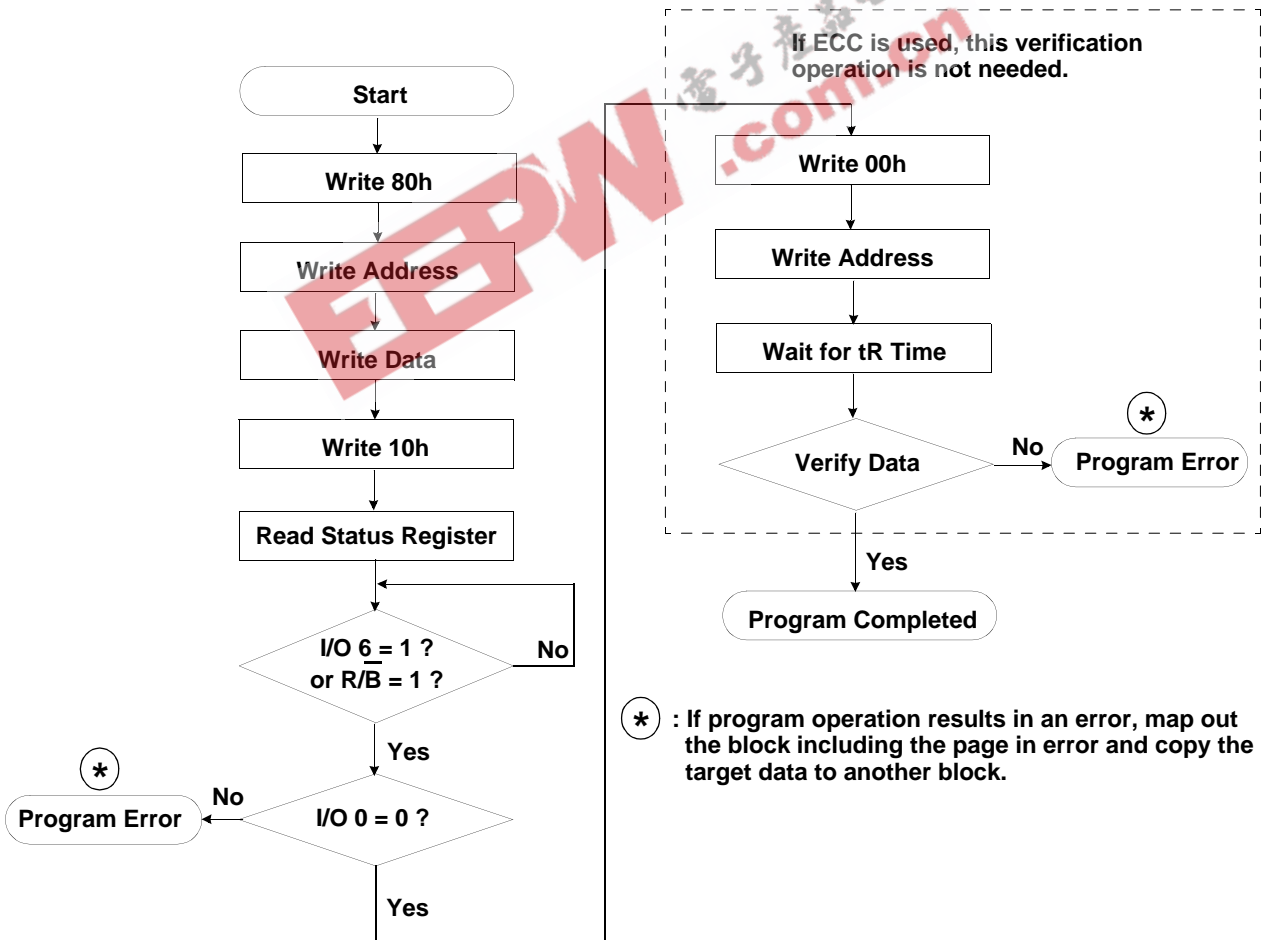 Start
Write 80h
Write Address
Write Data
Write 10h
Read Status Register
I/O 6 = 1 ?
or R/B̅ = 1 ?
No
Yes
*
Program Error
No
I/O 0 = 0 ?
Yes
If ECC is used, this verification
operation is not needed.
Write 00h
Write Address
Wait for tR Time
Verify Data
No
*
Program Error
Yes
Program Completed
* : If program operation results in an error, map out
the block including the page in error and copy the
target data to another block.
EEPW
.com.cn
電子產品